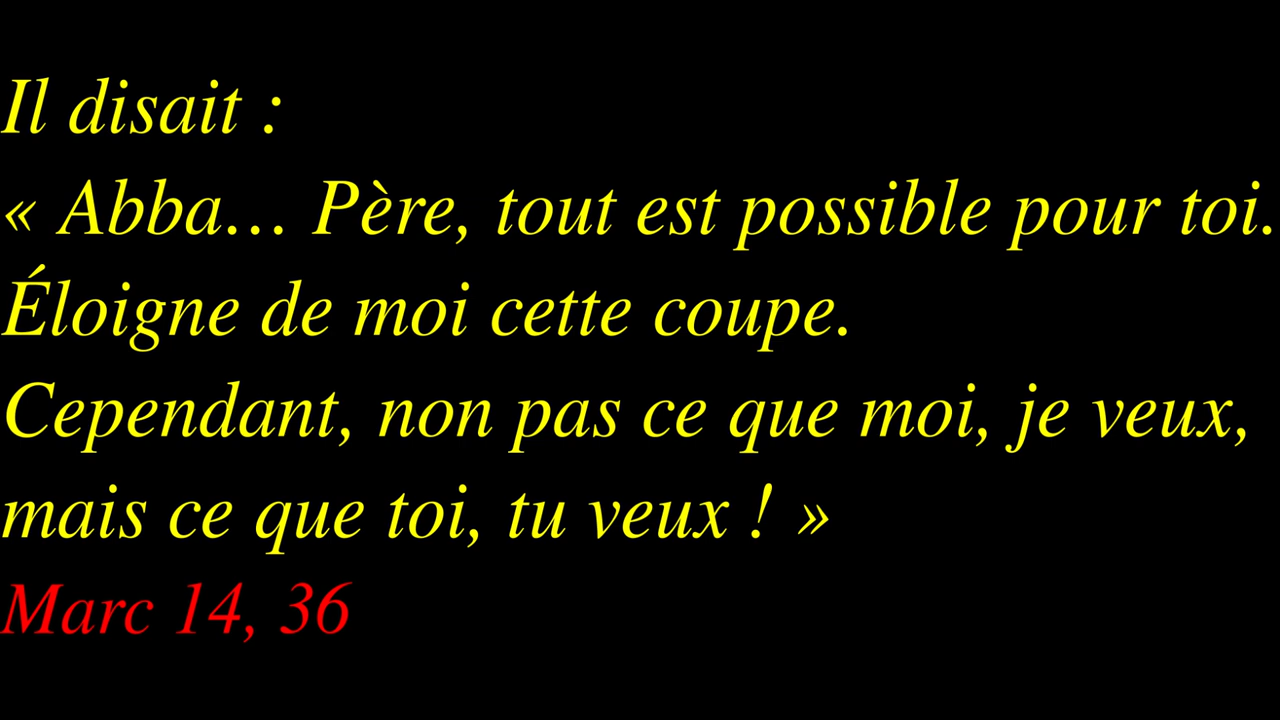 Il disait :
« Abba… Père, tout est possible pour toi.
Éloigne de moi cette coupe.
Cependant, non pas ce que moi, je veux,
mais ce que toi, tu veux ! »
Marc 14, 36